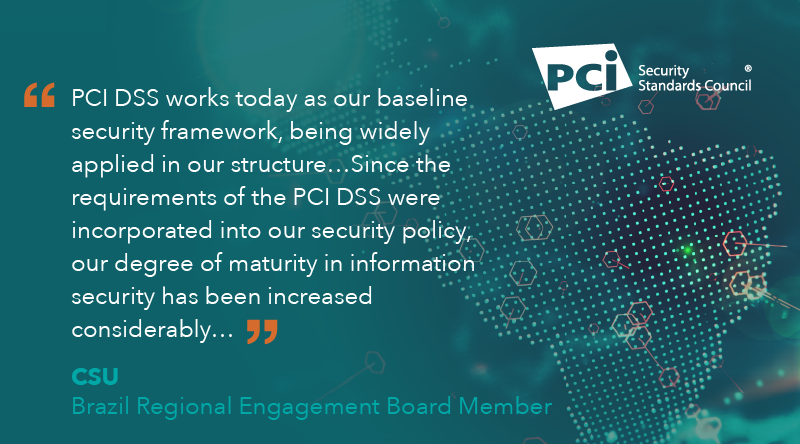 PCi Security
Standards Council®
“ PCI DSS works today as our baseline
security framework, being widely
applied in our structure…Since the
requirements of the PCI DSS were
incorporated into our security policy,
our degree of maturity in information
security has been increased
considerably… ”
CSU
Brazil Regional Engagement Board Member